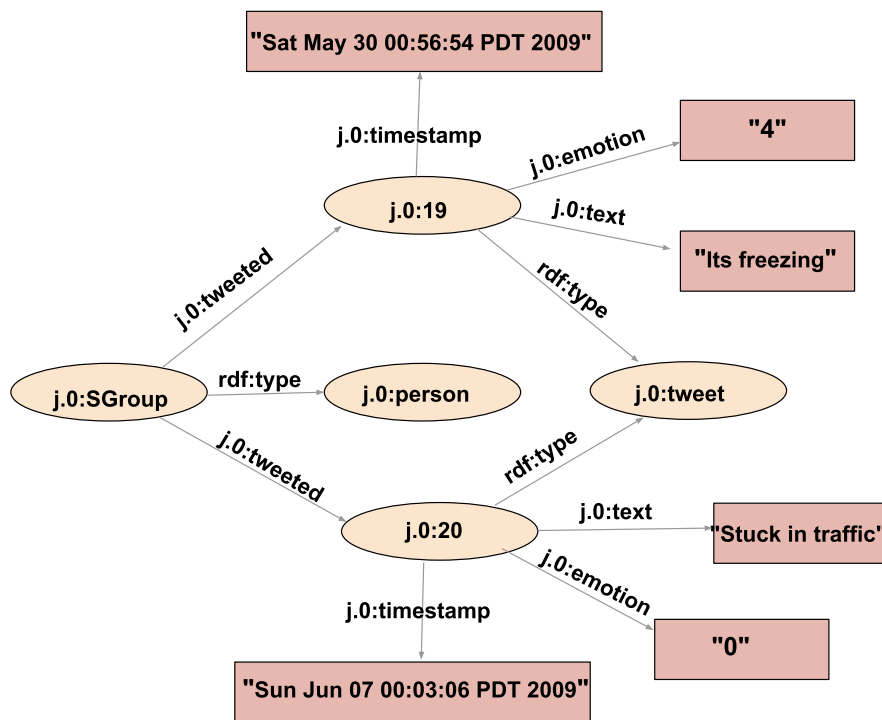 "Sat May 30 00:56:54 PDT 2009"
j.0:timestamp
j.0:emotion
"4"
j.0:19
j.0:text
"Its freezing"
j.0:tweeted
rdf:type
j.0:SGroup
rdf:type
j.0:person
j.0:tweet
j.0:tweeted
rdf:type
j.0:20
j.0:text
"Stuck in traffic"
j.0:timestamp
j.0:emotion
"0"
"Sun Jun 07 00:03:06 PDT 2009"